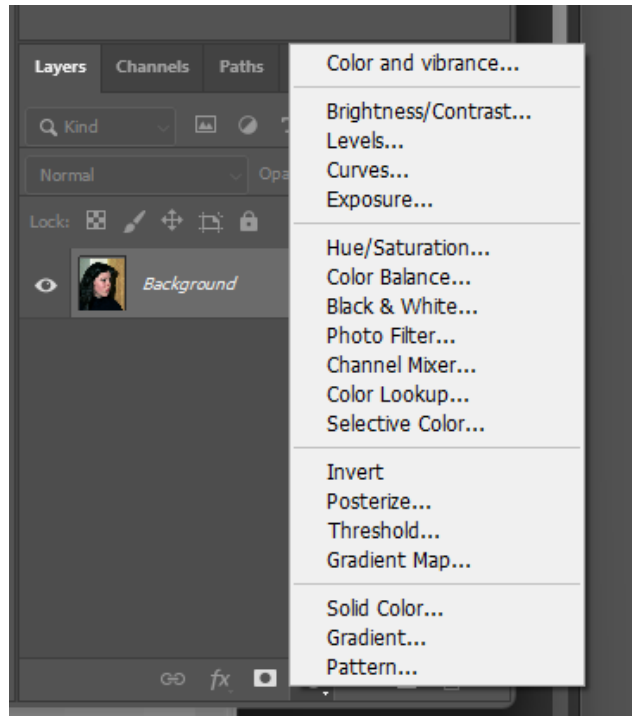 Layers Channels Paths
Kind
Normal
Lock:
Background
fx
Color and vibrance...
Brightness/Contrast...
Levels...
Curves...
Exposure...
Hue/Saturation...
Color Balance...
Black & White...
Photo Filter...
Channel Mixer...
Color Lookup...
Selective Color...
Invert
Posterize...
Threshold...
Gradient Map...
Solid Color...
Gradient...
Pattern...